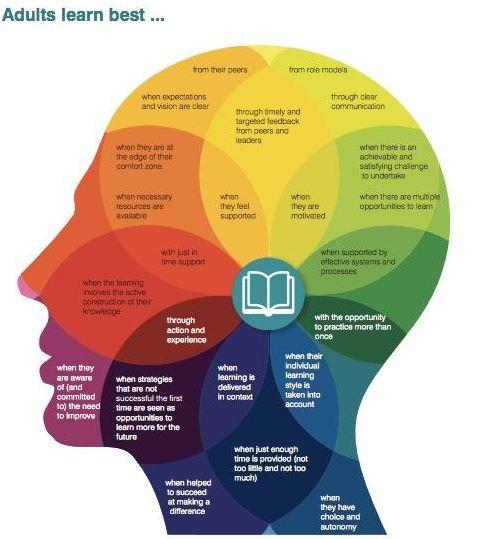 Adults learn best ...
from their peers
from role models
when expectations
and vision are clear
through clear
communication
through timely and
targeted feedback
from peers and
leaders
when they are at
the edge of their
comfort zone
when there is an
achievable and
satisfying challenge
to undertake
when necessary
resources are
available
when
they feel
supported
when
they are
motivated
when there are multiple
opportunities to learn
with just in
time support
when supported by
effective systems and
processes
when the learning
involves the active
construction of their
knowledge
through
action and
experience
with the opportunity
to practice more than
once
when they
are aware
of (and
committed
to) the need
to improve
when strategies
that are not
successful the first
time are seen as
opportunities to
learn more for the
future
when
learning is
delivered
in context
when their
individual
learning
style is
taken into
account
when just enough
time is provided (not
too little and not too
much)
when helped
to succeed
at making a
difference
when
they have
choice and
autonomy